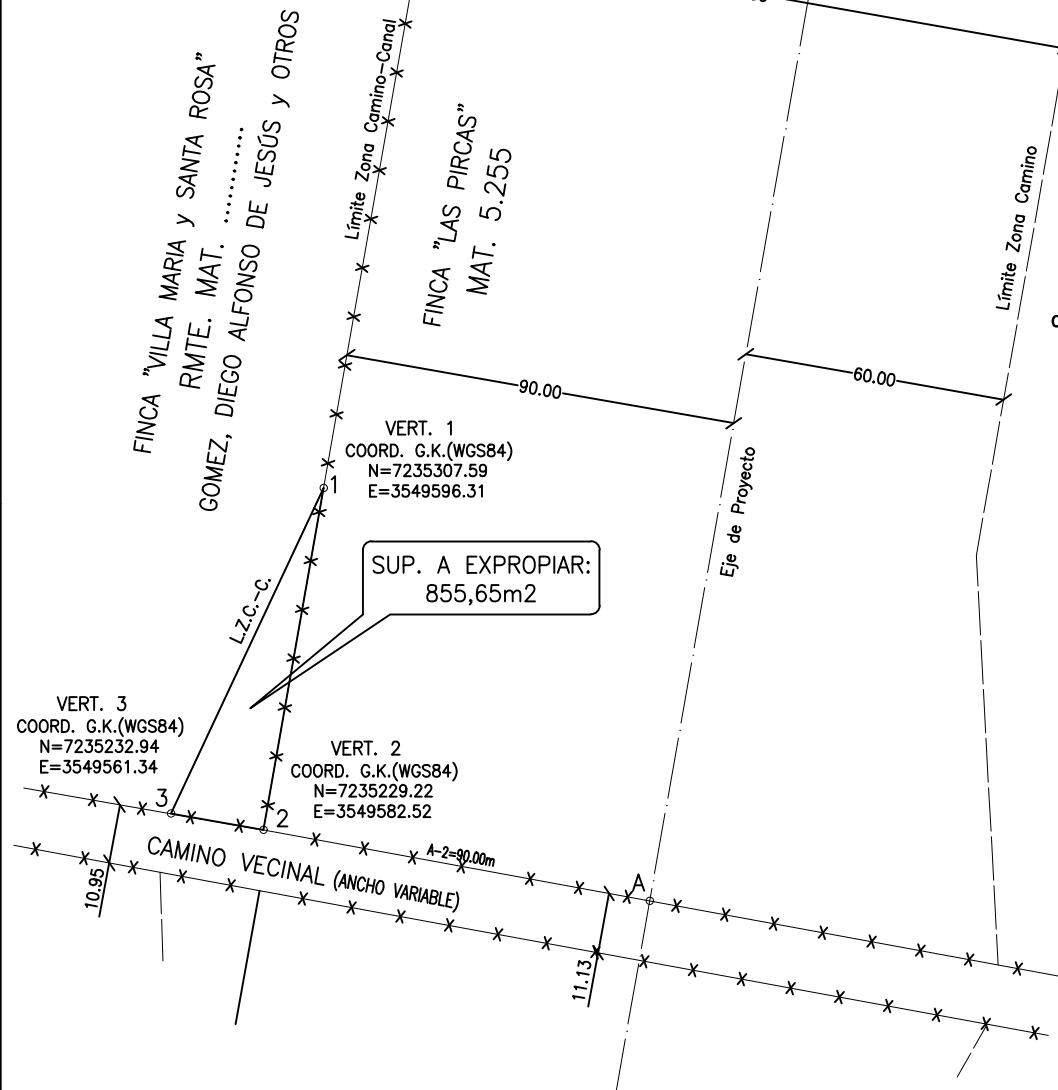 FINCA "VILLA MARIA y SANTA ROSA"
RMTE. MAT. ............
GOMEZ, DIEGO ALFONSO DE JESÚS y OTROS
Límite Zona Camino-Canal
FINCA "LAS PIRCAS"
MAT. 5.255
Límite Zona Camino
90.00
60.00
Eje de Proyecto
VERT. 1
COORD. G.K.(WGS84)
N=7235307.59
E=3549596.31
1
SUP. A EXPROPIAR:
855,65m2
L.Z.C.-C.
VERT. 3
COORD. G.K.(WGS84)
N=7235232.94
E=3549561.34
3
VERT. 2
COORD. G.K.(WGS84)
N=7235229.22
E=3549582.52
2
CAMINO VECINAL (ANCHO VARIABLE)
A-2=90.00m
A
10.95
11.13